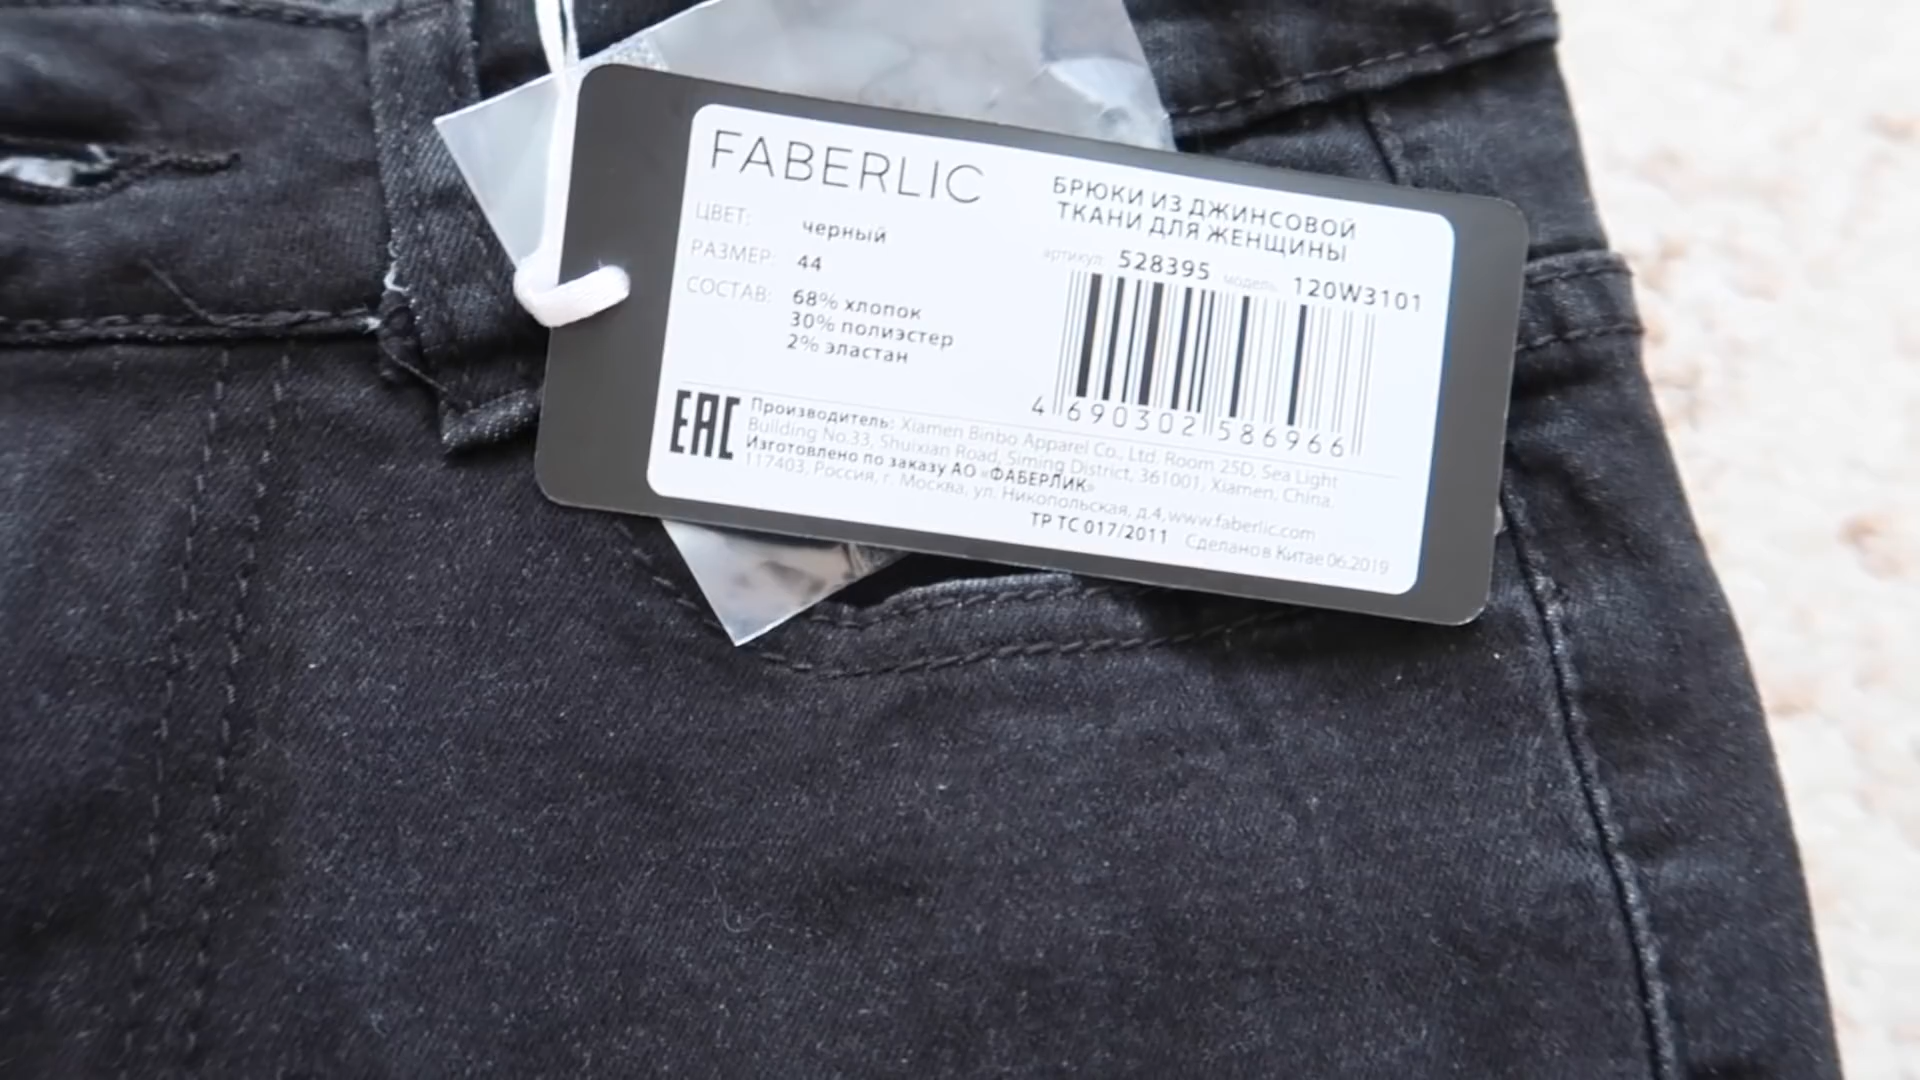 FABERLIC
ЦВЕТ: черный
РАЗМЕР: 44
СОСТАВ: 68% хлопок
30% полиэстер
2% эластан
БРЮКИ ИЗ ДЖИНСОВОЙ
ТКАНИ ДЛЯ ЖЕНЩИНЫ
артикул: 528395 модель: 120W3101
4 690302 586966
EAC
Производитель: Xiamen Binbo Apparel Co., Ltd. Room 25D, Sea Light
Building No.33, Shuixian Road, Siming District, 361001, Xiamen, China.
Изготовлено по заказу АО «ФАБЕРЛИК»
117403, Россия, г. Москва, ул. Никопольская, д.4, www.faberlic.com
ТР ТС 017/2011 Сделано в Китае 06.2019